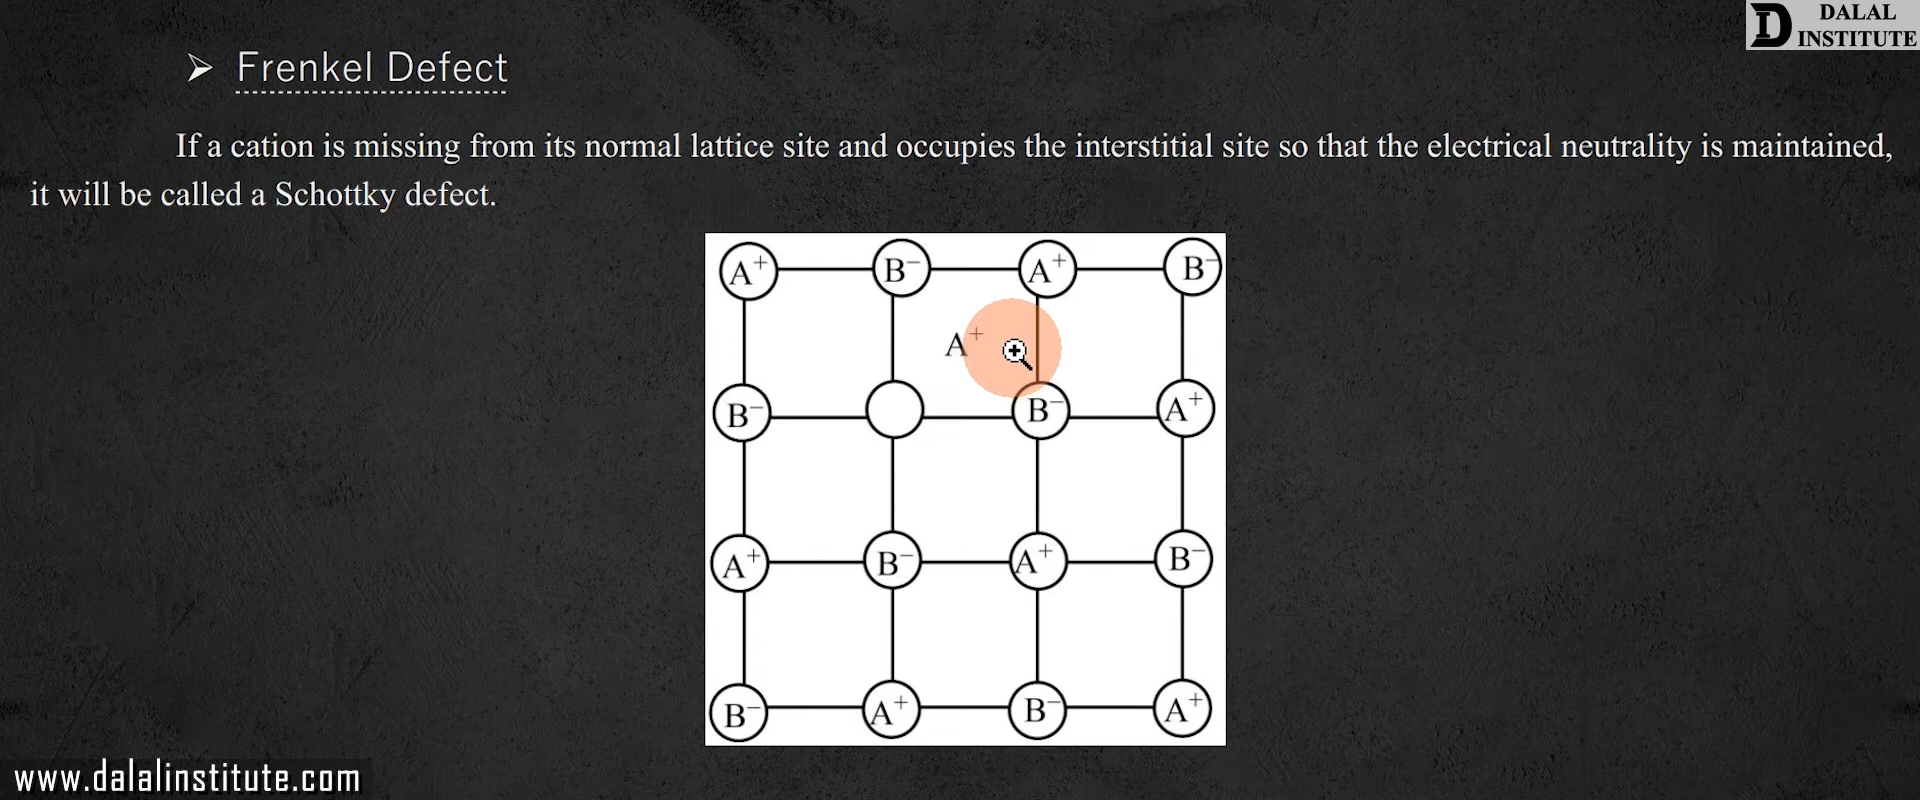 DALAL
INSTITUTE
➢ Frenkel Defect
If a cation is missing from its normal lattice site and occupies the interstitial site so that the electrical neutrality is maintained,
it will be called a Schottky defect.
A⁺ B⁻ A⁺ B⁻
A⁺
B⁻ B⁻ A⁺
A⁺ B⁻ A⁺ B⁻
B⁻ A⁺ B⁻ A⁺
www.dalalinstitute.com